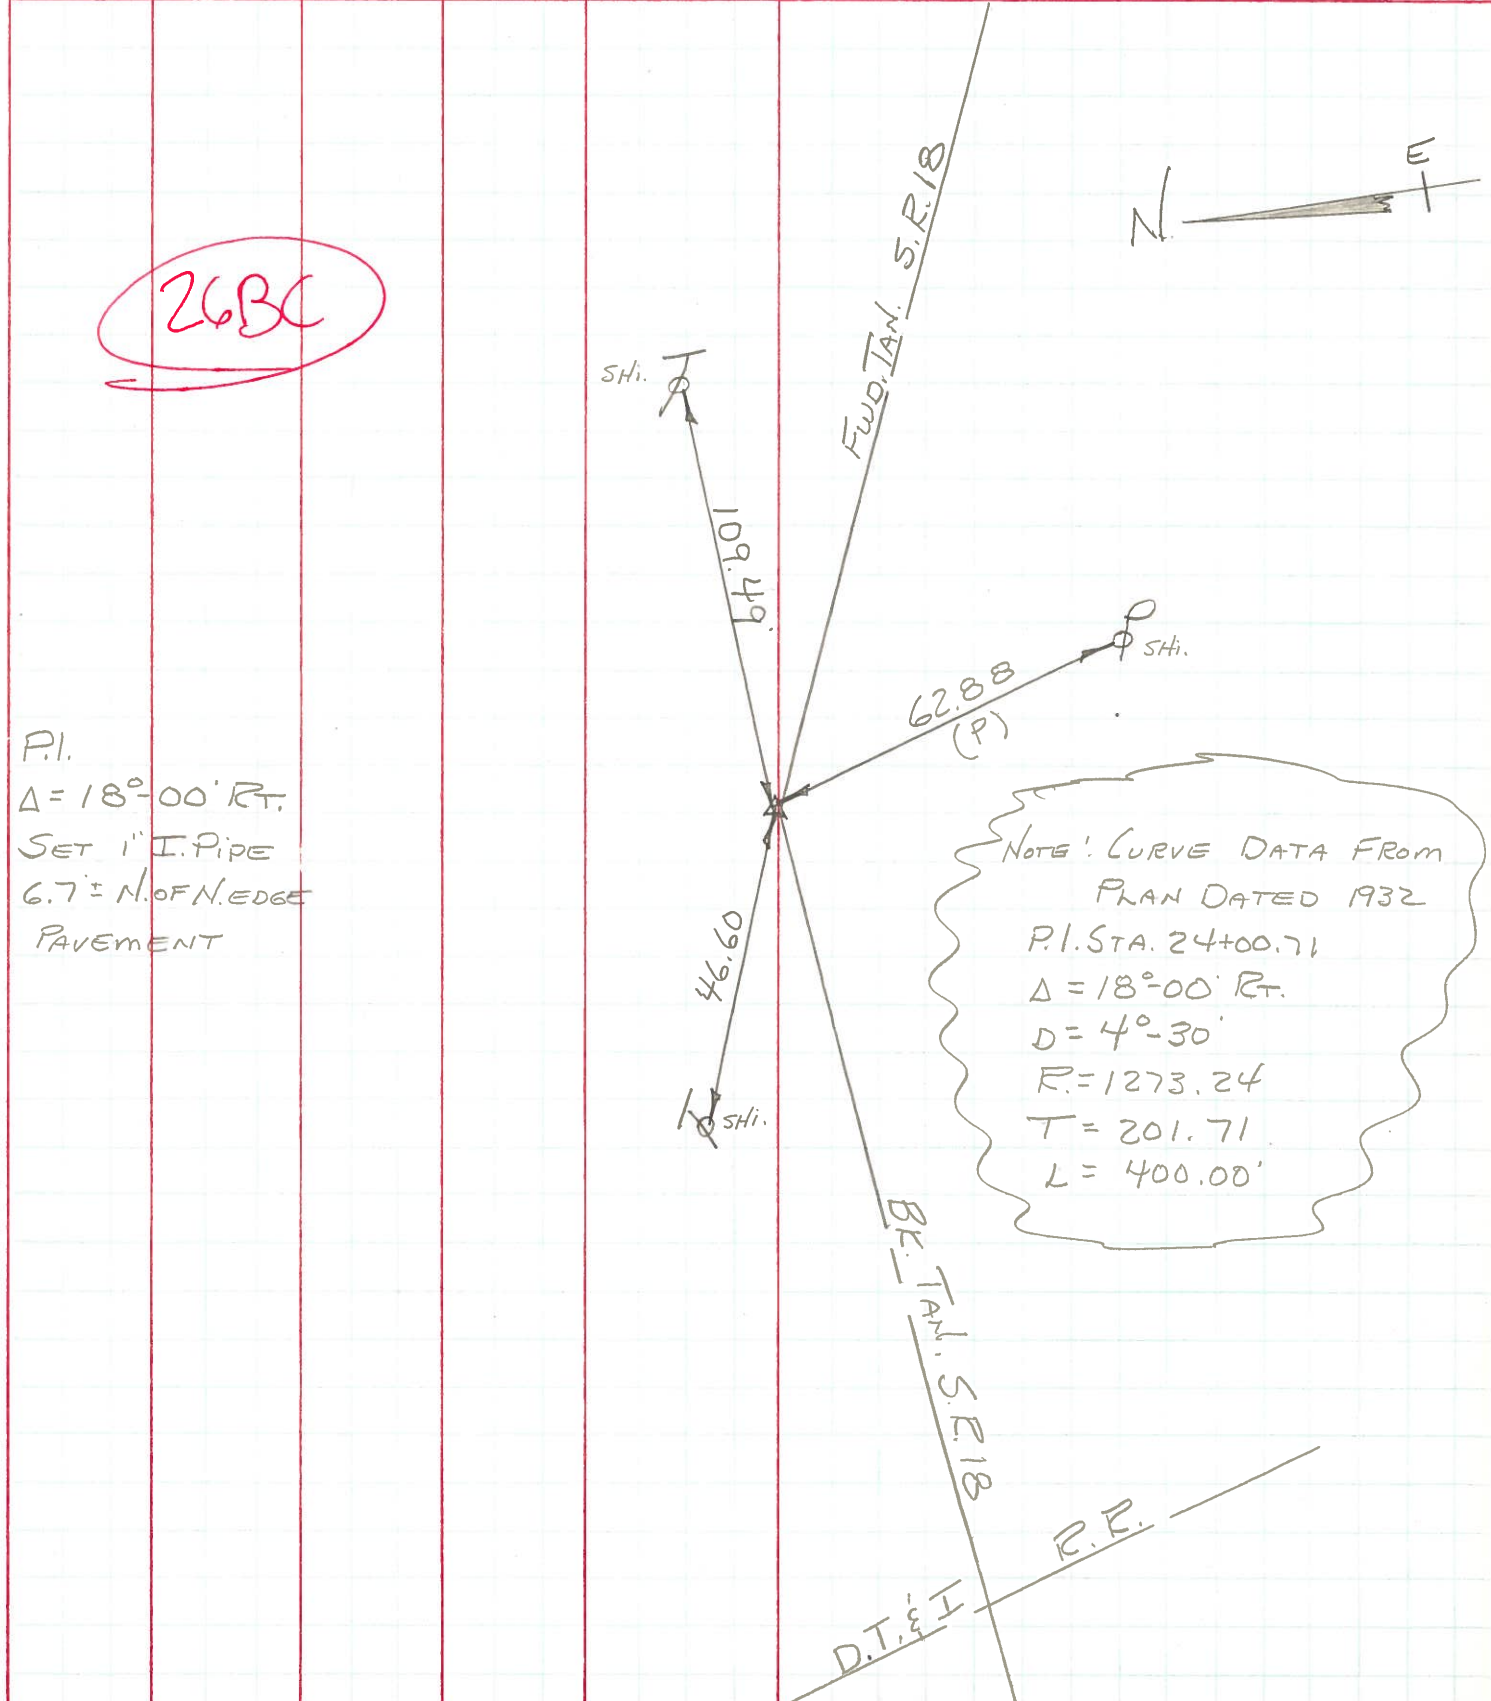 26BC
N
E
FWD. TAN. S.R. 18
SHi.
109.49
62.88
(P)
SHi.
P.I.
Δ = 18°-00' RT.
SET 1" I. PiPE
6.7'± N. OF N. EDGE
PAVEMENT
46.60
SHi.
NOTE: CURVE DATA FROM
PLAN DATED 1932
P.I. STA. 24+00.71
Δ = 18°-00' RT.
D = 4°-30'
R. = 1273.24
T = 201.71
L = 400.00'
BK. TAN. S.R. 18
D.T. & I R.R.